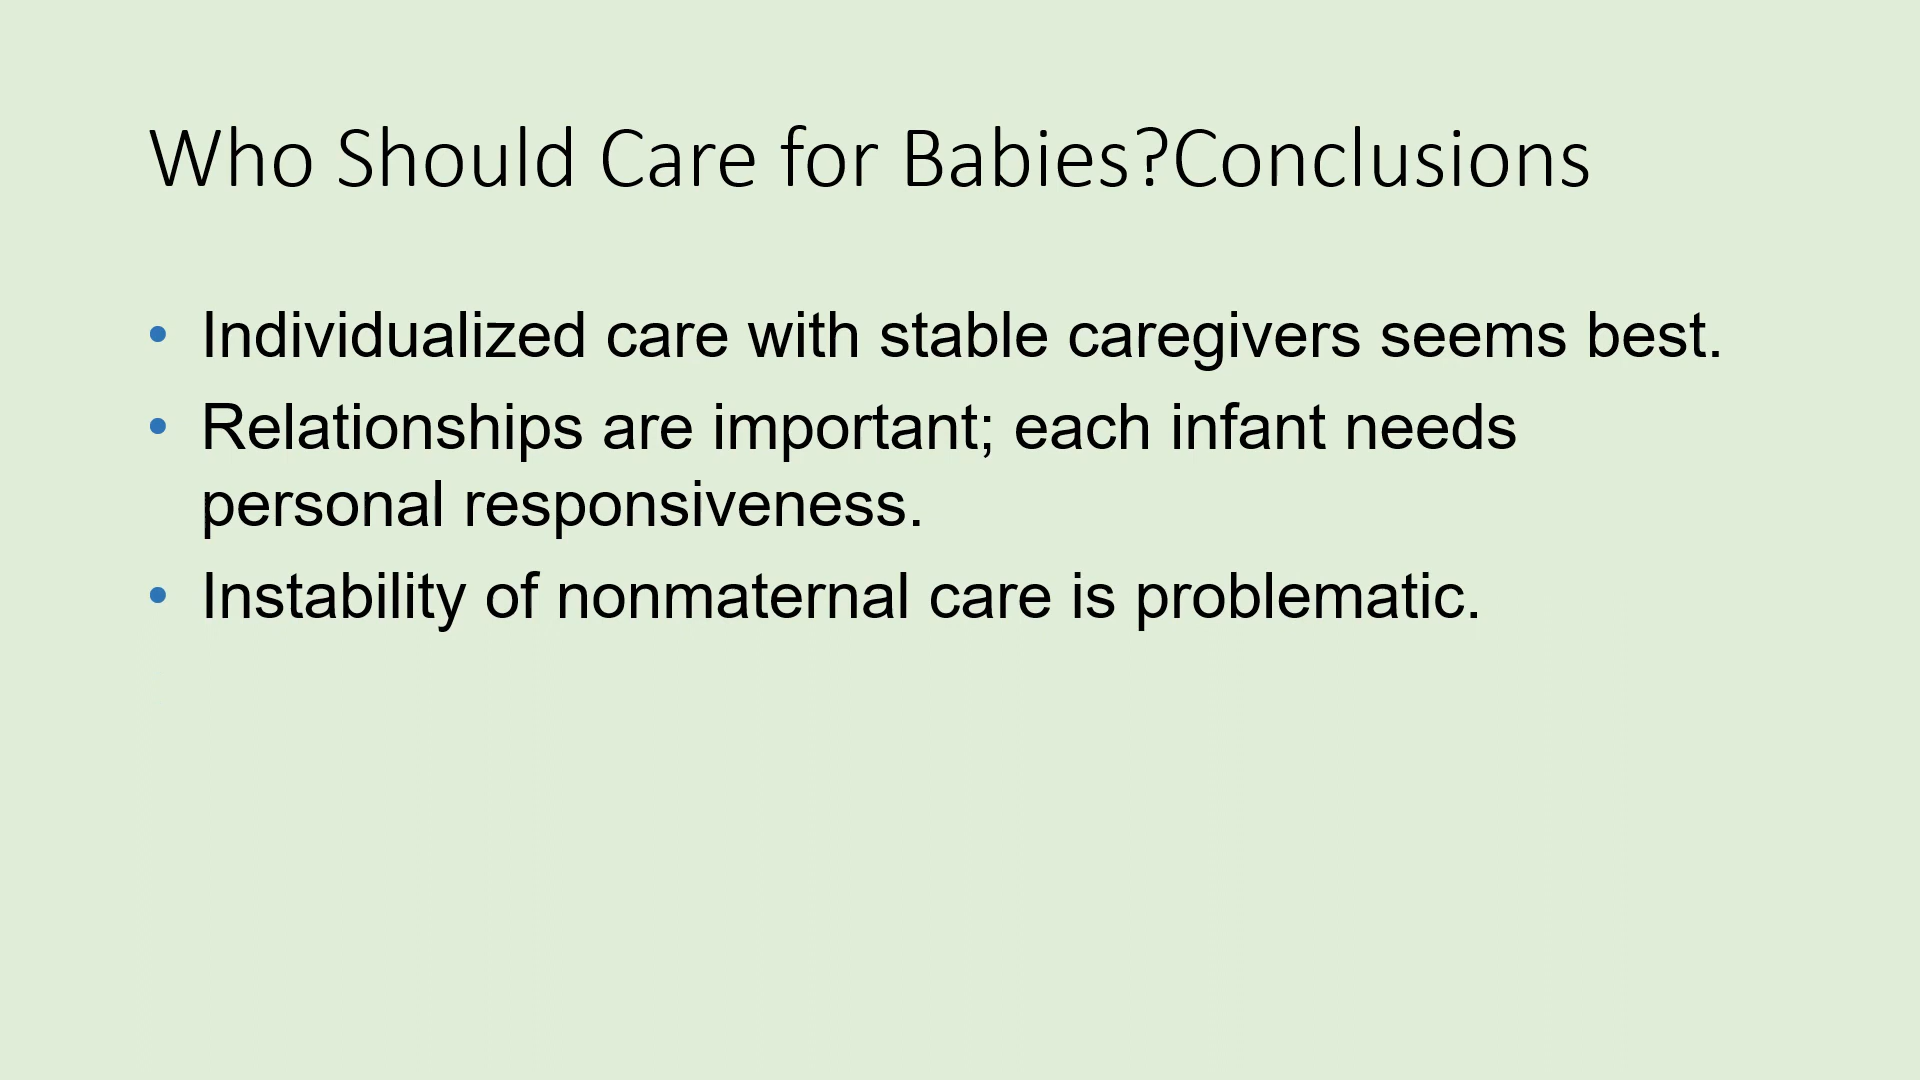 Who Should Care for Babies?Conclusions
• Individualized care with stable caregivers seems best.
• Relationships are important; each infant needs
personal responsiveness.
• Instability of nonmaternal care is problematic.